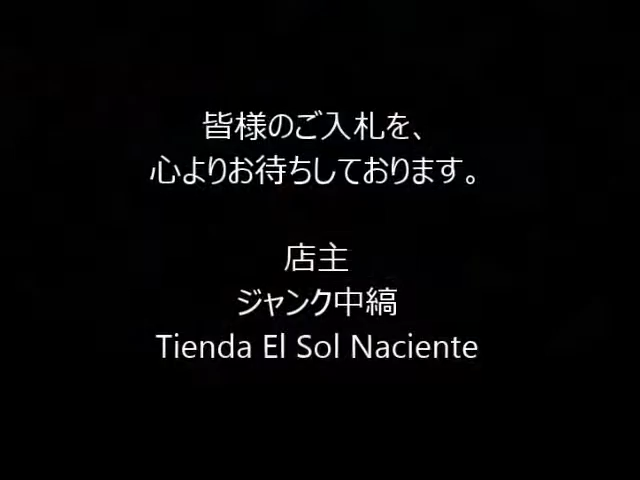 皆様のご入札を、
心よりお待ちしております。
店主
ジャンク中縞
Tienda El Sol Naciente